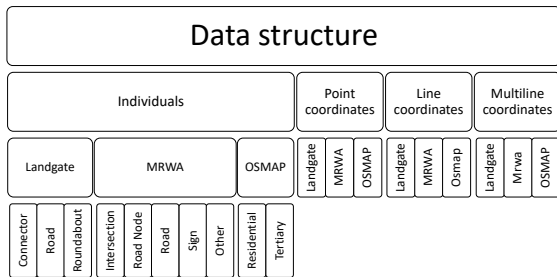 Data structure
Individuals
Point
coordinates
Line
coordinates
Multiline
coordinates
Landgate
MRWA
OSMAP
Landgate
MRWA
OSMAP
Landgate
MRWA
Osmap
Landgate
Mrwa
OSMAP
Connector
Road
Roundabout
Intersection
Road Node
Road
Sign
Other
Residential
Tertiary